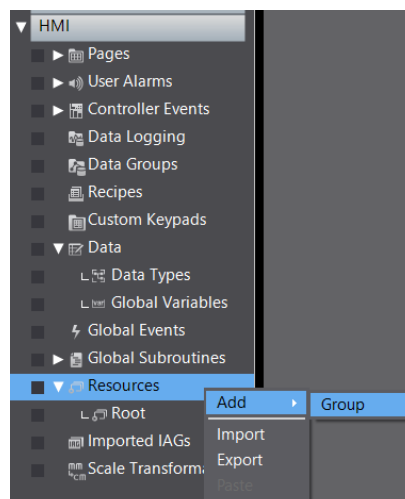 HMI
Pages
User Alarms
Controller Events
Data Logging
Data Groups
Recipes
Custom Keypads
Data
Data Types
Global Variables
Global Events
Global Subroutines
Resources
Add
Group
Root
Imported IAGs
Import
Scale Transforma
Export
Paste